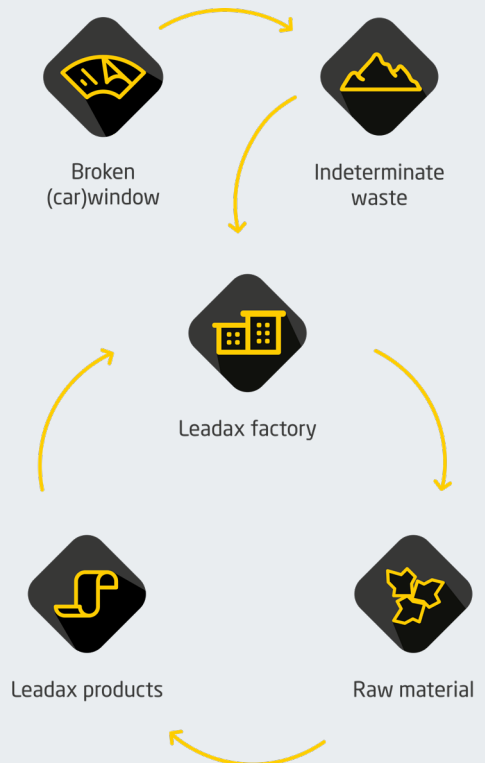 Broken
(car)window
Indeterminate
waste
Leadax factory
Leadax products
Raw material